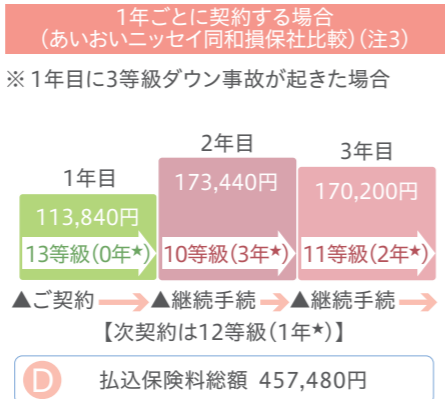 1年ごとに契約する場合
(あいおいニッセイ同和損保社比較)(注3)
※1年目に3等級ダウン事故が起きた場合
1年目
2年目
3年目
113,840円
173,440円
170,200円
13等級(0年★)
10等級(3年★)
11等級(2年★)
▲ご契約
▲継続手続
▲継続手続
【次契約は12等級(1年★)】
D 払込保険料総額 457,480円